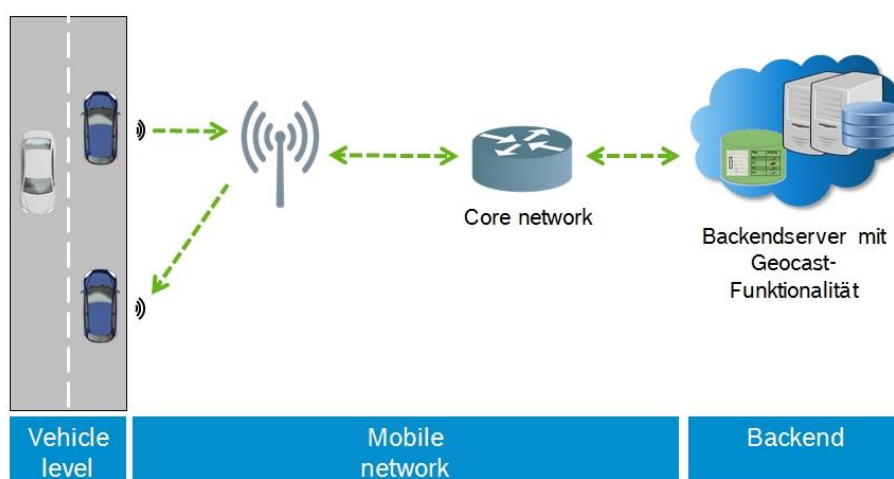 Core network
Backendserver mit
Geocast-
Funktionalität
Vehicle
level
Mobile
network
Backend